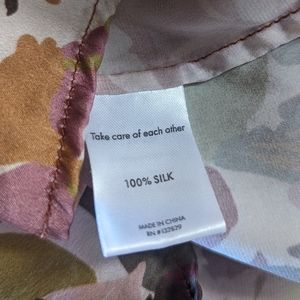 Take care of each other
100% SILK
MADE IN CHINA
RN #132829